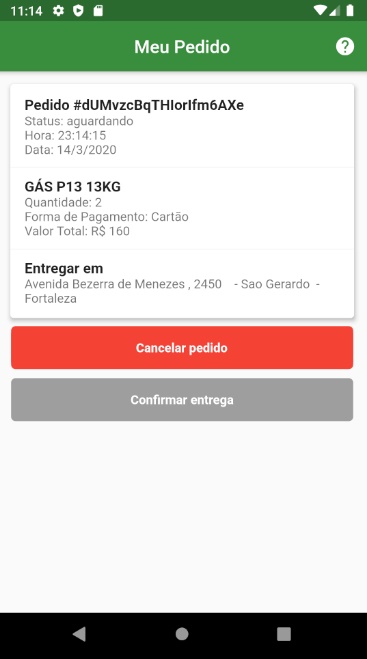 11:14
Meu Pedido
?
Pedido #dUMvzcBqTHIorIfm6AXe
Status: aguardando
Hora: 23:14:15
Data: 14/3/2020
GÁS P13 13KG
Quantidade: 2
Forma de Pagamento: Cartão
Valor Total: R$ 160
Entregar em
Avenida Bezerra de Menezes , 2450 - Sao Gerardo -
Fortaleza
Cancelar pedido
Confirmar entrega